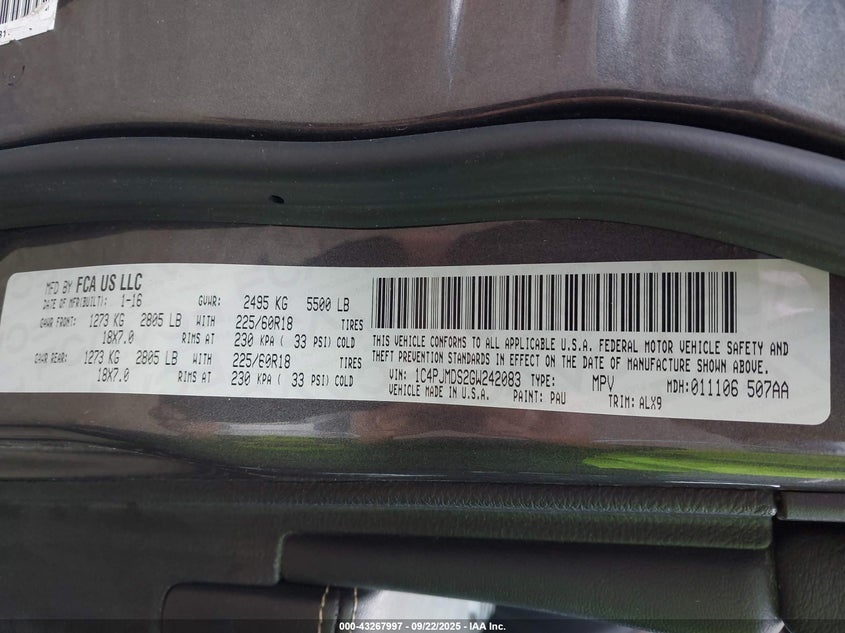 MFD BY FCA US LLC
DATE OF MFR(BUILT): 1-16 GVWR: 2495 KG 5500 LB
GAWR FRONT: 1273 KG 2805 LB WITH 225/60R18 TIRES
18X7.0 RIMS AT 230 KPA ( 33 PSI) COLD
GAWR REAR: 1273 KG 2805 LB WITH 225/60R18 TIRES
18X7.0 RIMS AT 230 KPA ( 33 PSI) COLD
THIS VEHICLE CONFORMS TO ALL APPLICABLE U.S.A. FEDERAL MOTOR VEHICLE SAFETY AND
THEFT PREVENTION STANDARDS IN EFFECT ON THE DATE OF MANUFACTURE SHOWN ABOVE.
VIN: 1C4PJMDS2GW242083 TYPE: MPV MDH:011106 507AA
VEHICLE MADE IN U.S.A. PAINT: PAU TRIM: ALX9
000-43267997 - 09/22/2025 - IAA Inc.